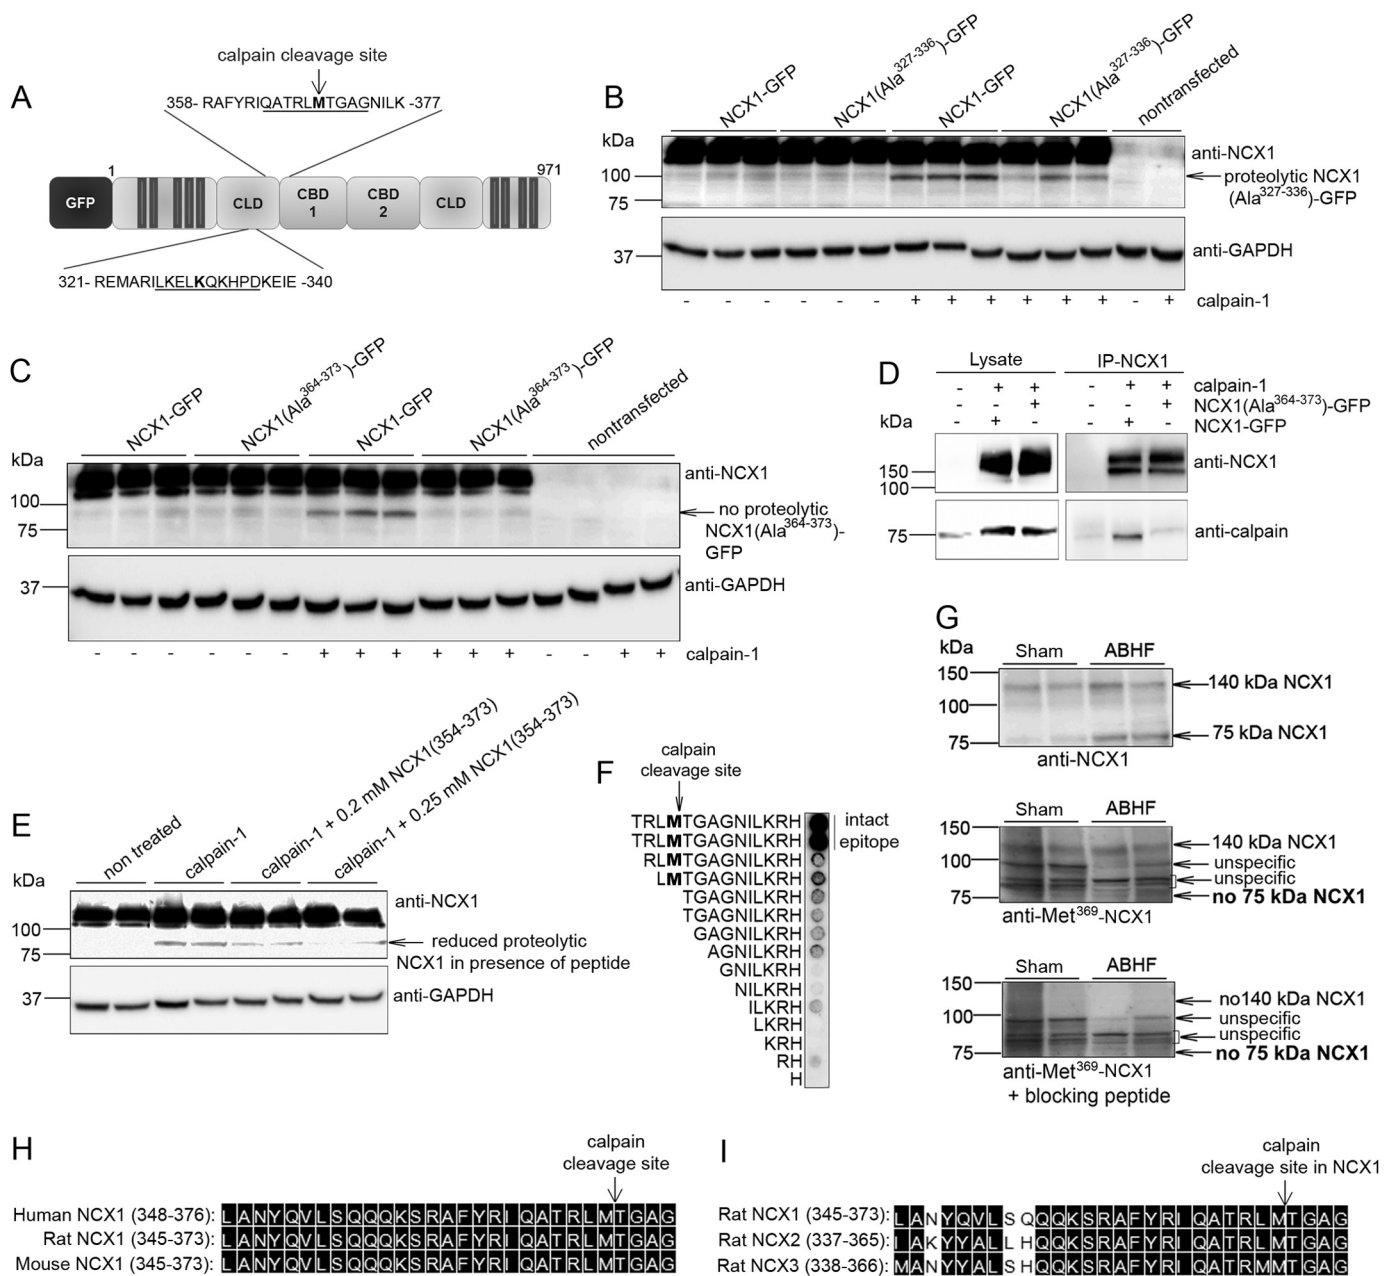 A
calpain cleavage site
358- RAFYRIQATRLMTGAGNILK -377
1
971
GFP
CLD
CBD 1
CBD 2
CLD
321- REMARILKELKQKHPDKEIE -340
B
NCX1-GFP
NCX1(Ala327-336)-GFP
NCX1-GFP
NCX1(Ala327-336)-GFP
nontransfected
kDa
anti-NCX1
100
proteolytic NCX1
(Ala327-336)-GFP
75
37
anti-GAPDH
- - - - - - + + + + + + - +
calpain-1
C
NCX1-GFP
NCX1(Ala364-373)-GFP
NCX1-GFP
NCX1(Ala364-373)-GFP
nontransfected
kDa
anti-NCX1
100
no proteolytic
NCX1(Ala364-373)-
GFP
75
37
anti-GAPDH
- - - - - - + + + + + + - - + +
calpain-1
D
Lysate
IP-NCX1
- + + - + + calpain-1
- - + - - + NCX1(Ala364-373)-GFP
- + - - + - NCX1-GFP
kDa
150
anti-NCX1
100
75
anti-calpain
E
non treated
calpain-1
calpain-1 + 0.2 mM NCX1(354-373)
calpain-1 + 0.25 mM NCX1(354-373)
kDa
anti-NCX1
100
reduced proteolytic
NCX1 in presence of peptide
75
37
anti-GAPDH
F
calpain
cleavage site
TRLMTGAGNILKRH
intact
TRLMTGAGNILKRH
epitope
RLMTGAGNILKRH
LMTGAGNILKRH
TGAGNILKRH
TGAGNILKRH
GAGNILKRH
AGNILKRH
GNILKRH
NILKRH
ILKRH
LKRH
KRH
RH
H
G
kDa
Sham
ABHF
150
140 kDa NCX1
100
75 kDa NCX1
75
anti-NCX1
Sham
ABHF
150
140 kDa NCX1
100
unspecific
unspecific
75
no 75 kDa NCX1
anti-Met369-NCX1
Sham
ABHF
150
no140 kDa NCX1
100
unspecific
unspecific
75
no 75 kDa NCX1
anti-Met369-NCX1
+ blocking peptide
H
calpain
cleavage site
Human NCX1 (348-376): LANYQVLSQQQKSRAFYRIQATRLMTGAG
Rat NCX1 (345-373): LANYQVLSQQQKSRAFYRIQATRLMTGAG
Mouse NCX1 (345-373): LANYQVLSQQQKSRAFYRIQATRLMTGAG
I
calpain
cleavage site in NCX1
Rat NCX1 (345-373): LANYQVLSQQQKSRAFYRIQATRLMTGAG
Rat NCX2 (337-365): IAKYYALLHQQKSRAFYRIQATRLMTGAG
Rat NCX3 (338-366): MANYYALSHQQKSRAFYRIQATRLMTGAG